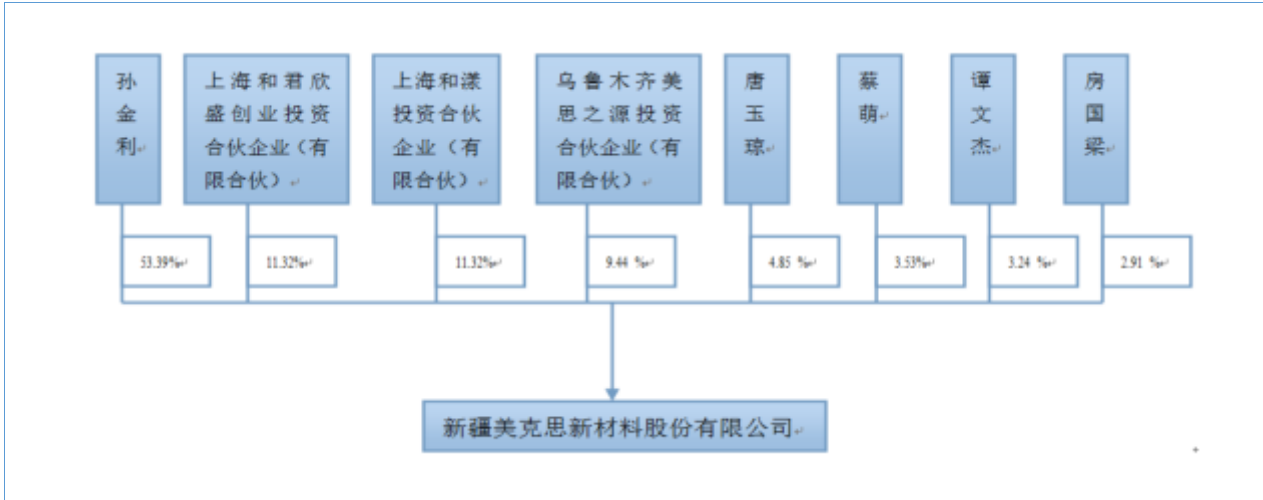 孙
金
利
上海和君欣
盛创业投资
合伙企业（有
限合伙）
上海和漾
投资合伙
企业（有
限合伙）
乌鲁木齐美
思之源投资
合伙企业（有
限合伙）
唐
玉
琼
蔡
萌
谭
文
杰
房
国
梁
53.39%
11.32%
11.32%
9.44 %
4.85 %
3.53%
3.24 %
2.91 %
新疆美克思新材料股份有限公司